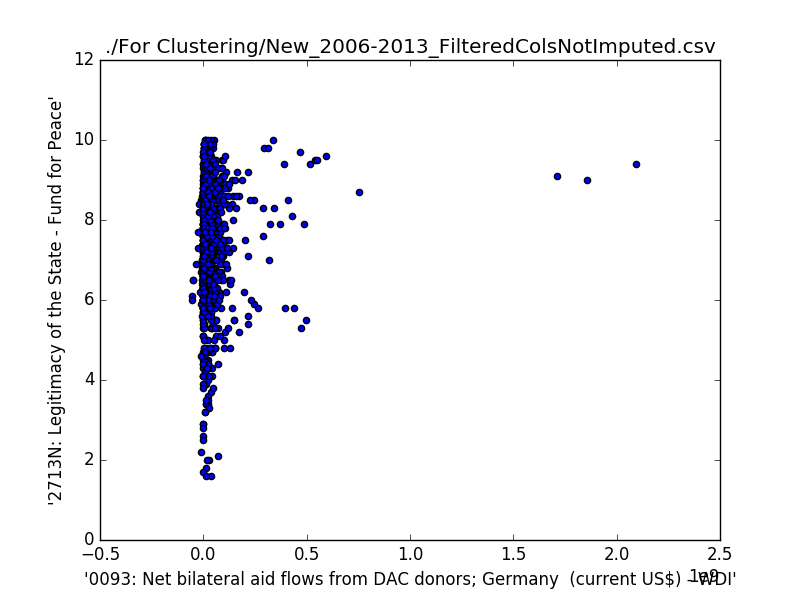 ./For Clustering/New_2006-2013_FilteredColsNotImputed.csv
12
10
8
6
4
2
0
'2713N: Legitimacy of the State - Fund for Peace'
−0.5 0.0 0.5 1.0 1.5 2.0 2.5
1e9
'0093: Net bilateral aid flows from DAC donors; Germany  (current US$) - WDI'